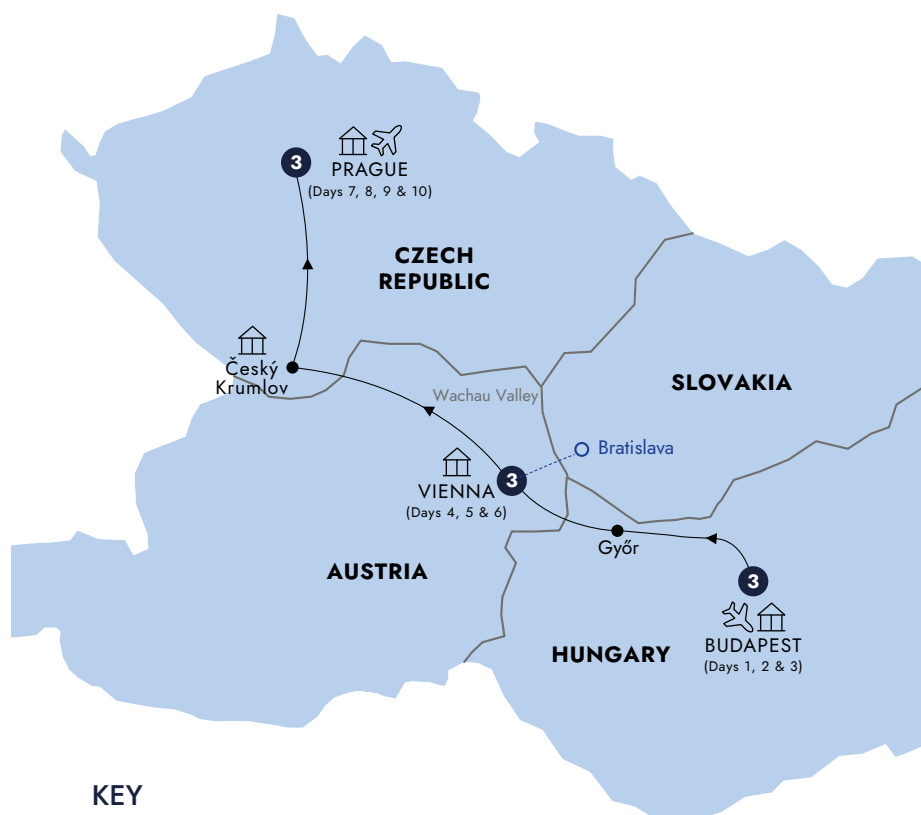 3
PRAGUE
(Days 7, 8, 9 & 10)
CZECH
REPUBLIC
Český
Krumlov
SLOVAKIA
Wachau Valley
Bratislava
3
VIENNA
(Days 4, 5 & 6)
Győr
AUSTRIA
3
BUDAPEST
(Days 1, 2 & 3)
HUNGARY
KEY